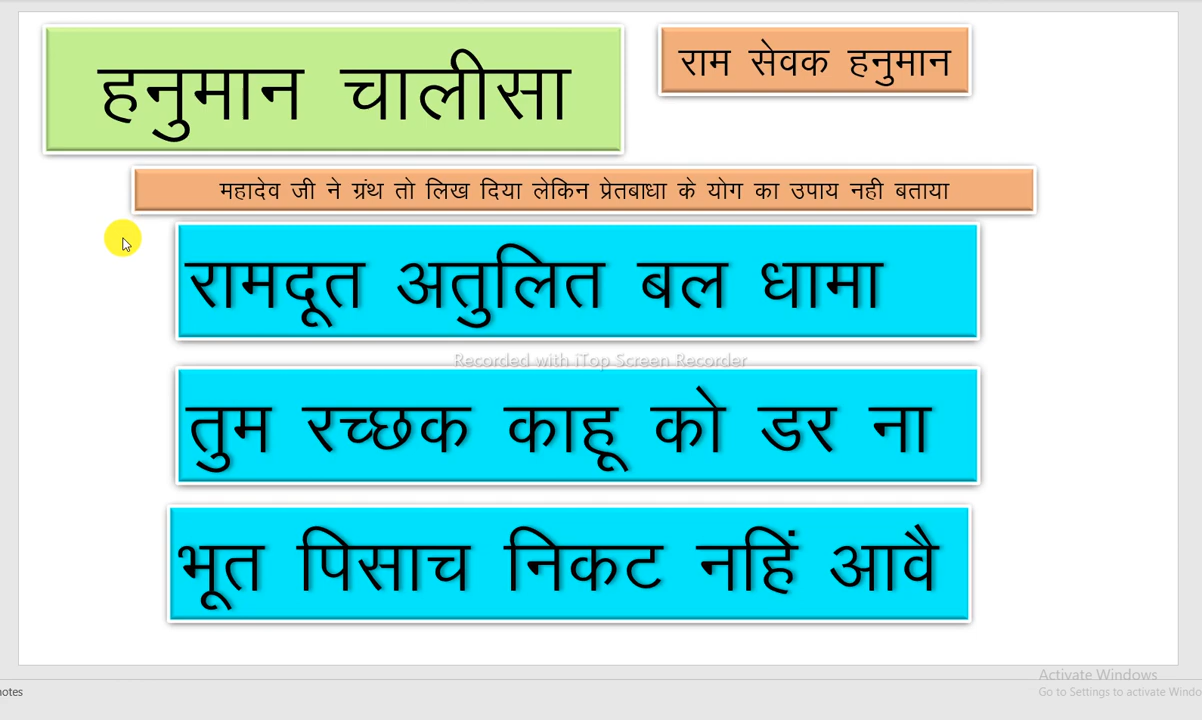 हनुमान चालीसा
राम सेवक हनुमान
महादेव जी ने ग्रंथ तो लिख दिया लेकिन प्रेतबाधा के योग का उपाय नही बताया
रामदूत अतुलित बल धामा
Recorded with iTop Screen Recorder
तुम रच्छक काहू को डर ना
भूत पिसाच निकट नहिं आवै
Activate Windows
Go to Settings to activate Windo
notes